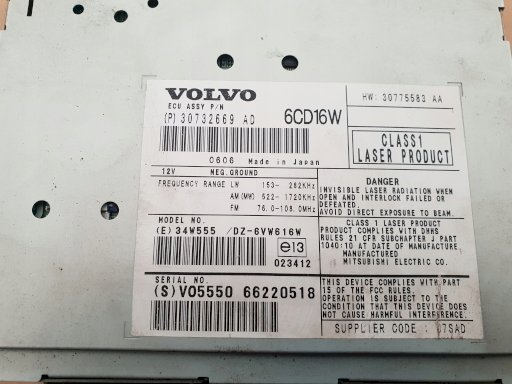 VOLVO
ECU ASSY P/N
(P) 30732669 AD
6CD16W
HW: 30775583 AA
0606 Made in Japan
CLASS1
LASER PRODUCT
12V NEG.GROUND
FREQUENCY RANGE LW 153- 282KHz
AM(MW) 522- 1720KHz
FM 76.0-108.0MHz
MODEL NO.
(E) 34W555 /DZ-6VW616W
e13
023412
SERIAL NO.
(S) V05550 66220518
DANGER
INVISIBLE LASER RADIATION WHEN
OPEN AND INTERLOCK FAILED OR
DEFEATED.
AVOID DIRECT EXPOSURE TO BEAM.
CLASS 1 LASER PRODUCT
PRODUCT COMPLIES WITH DHHS
RULES 21 CFR SUBCHAPTER J PART
1040:10 AT DATE OF MANUFACTURE.
MANUFACTURED
MITSUBISHI ELECTRIC CO.
THIS DEVICE COMPLIES WITH PART
15 OF THE FCC RULES.
OPERATION IS SUBJECT TO THE
CONDITION THAT THIS DEVICE DOES
NOT CAUSE HARMFUL INTERFERENCE.
SUPPLIER CODE : C7SAD